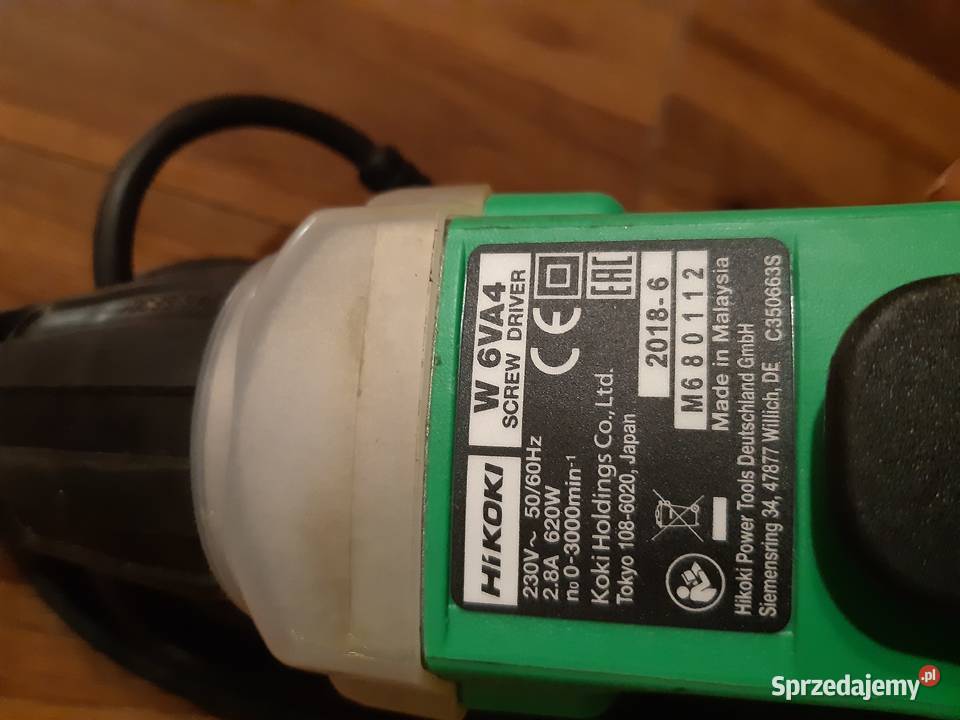 HiKOKI W 6VA4
SCREW DRIVER
230V~ 50/60Hz
2.8A 620W
n₀ 0-3000min⁻¹
CE
EAC
Koki Holdings Co., Ltd.
Tokyo 108-6020, Japan
2018-6
M680112
Made in Malaysia
Hikoki Power Tools Deutschland GmbH
Siemensring 34, 47877 Willich, DE C350663S
Sprzedajemy.pl